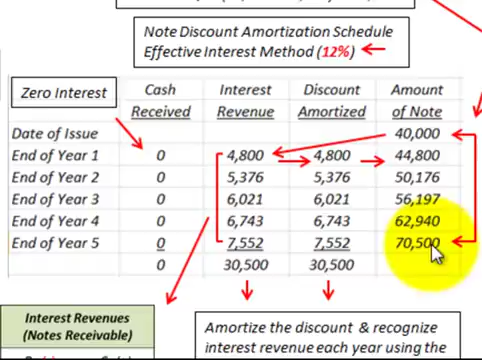 Note Discount Amortization Schedule
Effective Interest Method (12%)
Zero Interest
Cash Interest Discount Amount
Received Revenue Amortized of Note
Date of Issue 40,000
End of Year 1 0 4,800 4,800 44,800
End of Year 2 0 5,376 5,376 50,176
End of Year 3 0 6,021 6,021 56,197
End of Year 4 0 6,743 6,743 62,940
End of Year 5 0 7,552 7,552 70,500
0 30,500 30,500
Interest Revenues
(Notes Receivable)
Amortize the discount & recognize
interest revenue each year using the